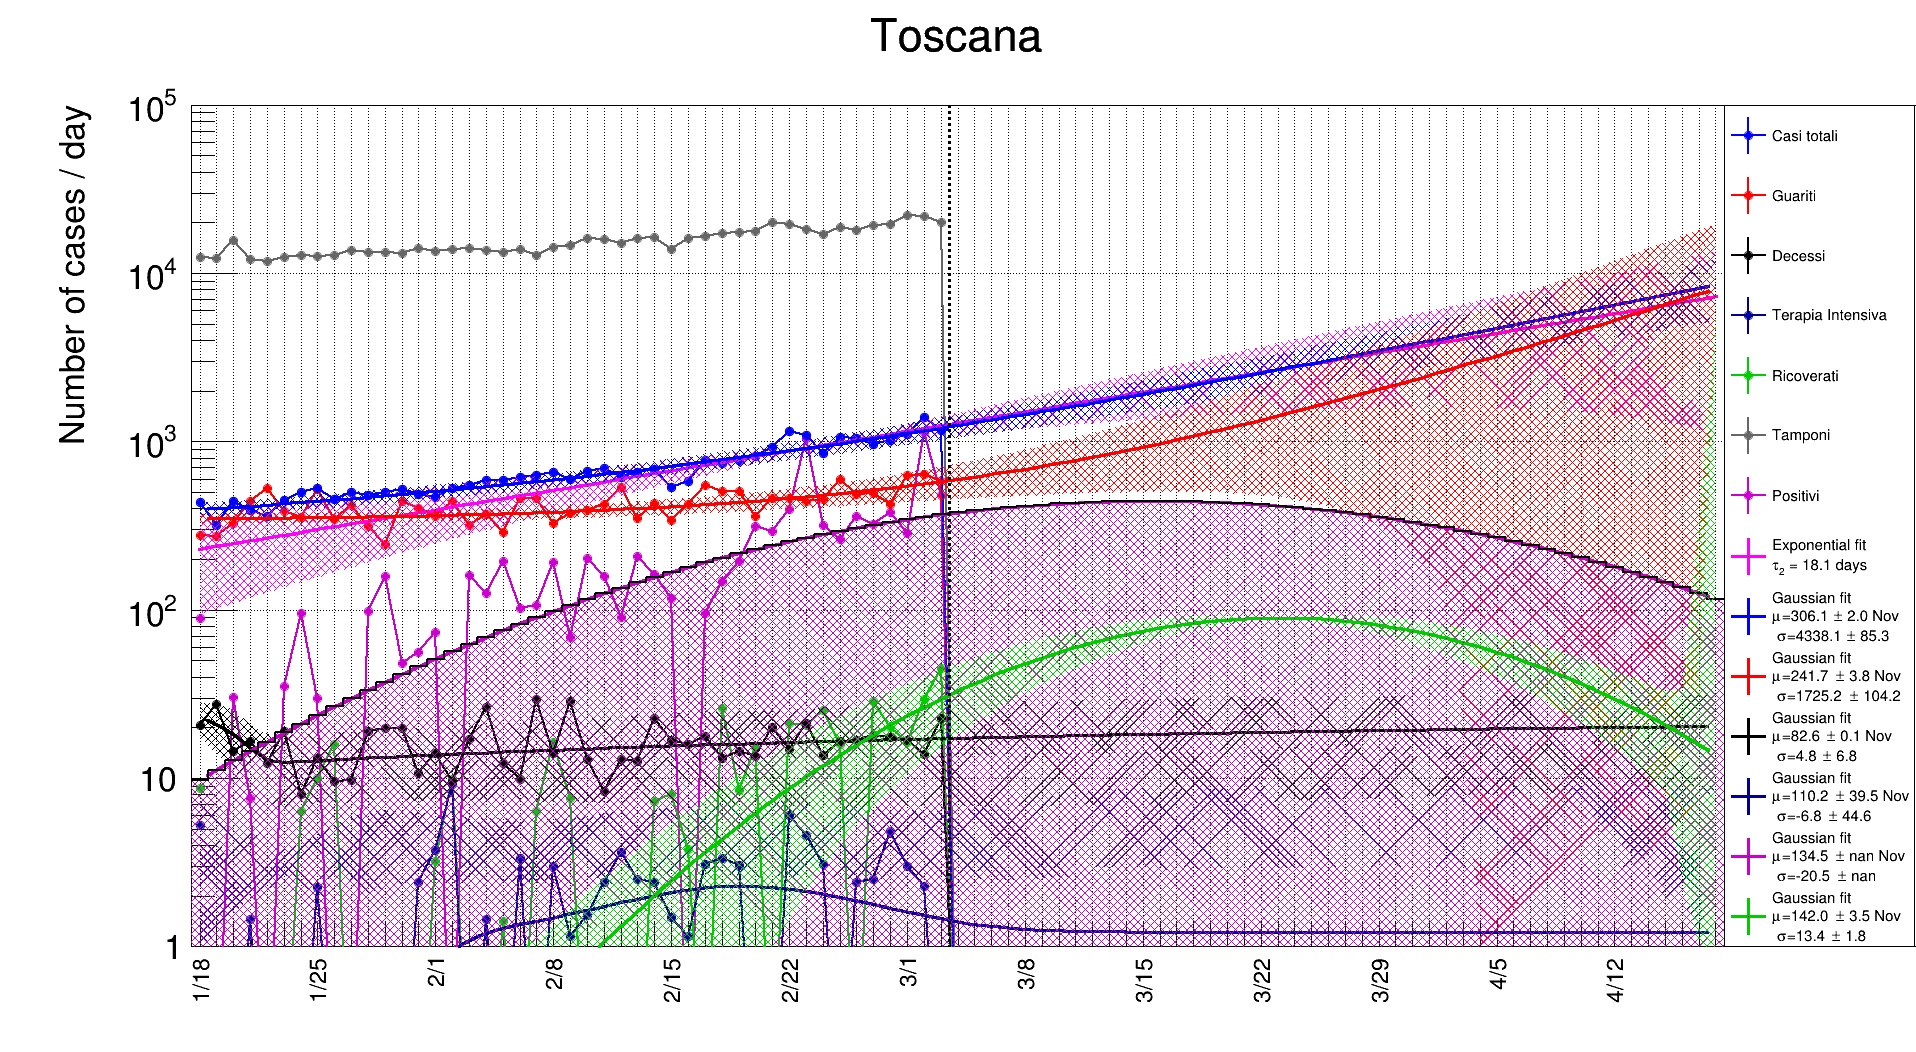 Toscana
Number of cases / day
10^5
10^4
10^3
10^2
10
1
1/18
1/25
2/1
2/8
2/15
2/22
3/1
3/8
3/15
3/22
3/29
4/5
4/12
Casi totali
Guariti
Decessi
Terapia Intensiva
Ricoverati
Tamponi
Positivi
Exponential fit
τ2 = 18.1 days
Gaussian fit
μ=306.1 ± 2.0 Nov
σ=4338.1 ± 85.3
Gaussian fit
μ=241.7 ± 3.8 Nov
σ=1725.2 ± 104.2
Gaussian fit
μ=82.6 ± 0.1 Nov
σ=4.8 ± 6.8
Gaussian fit
μ=110.2 ± 39.5 Nov
σ=-6.8 ± 44.6
Gaussian fit
μ=134.5 ± nan Nov
σ=-20.5 ± nan
Gaussian fit
μ=142.0 ± 3.5 Nov
σ=13.4 ± 1.8